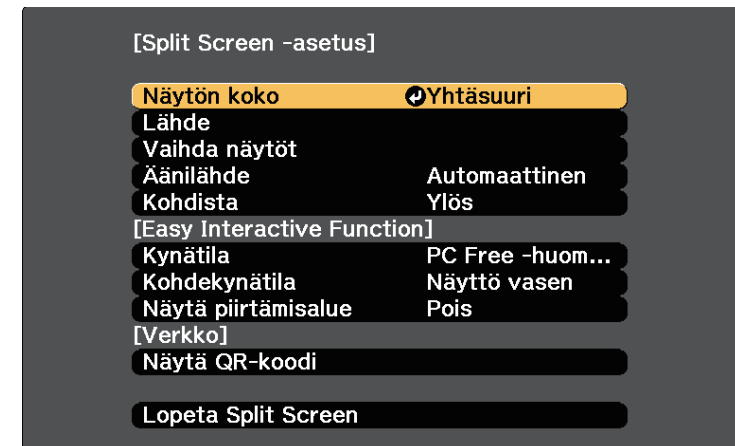 [Split Screen -asetus]
Näytön koko Yhtäsuuri
Lähde
Vaihda näytöt
Äänilähde Automaattinen
Kohdista Ylös
[Easy Interactive Function]
Kynätila PC Free -huom...
Kohdekynätila Näyttö vasen
Näytä piirtämisalue Pois
[Verkko]
Näytä QR-koodi
Lopeta Split Screen